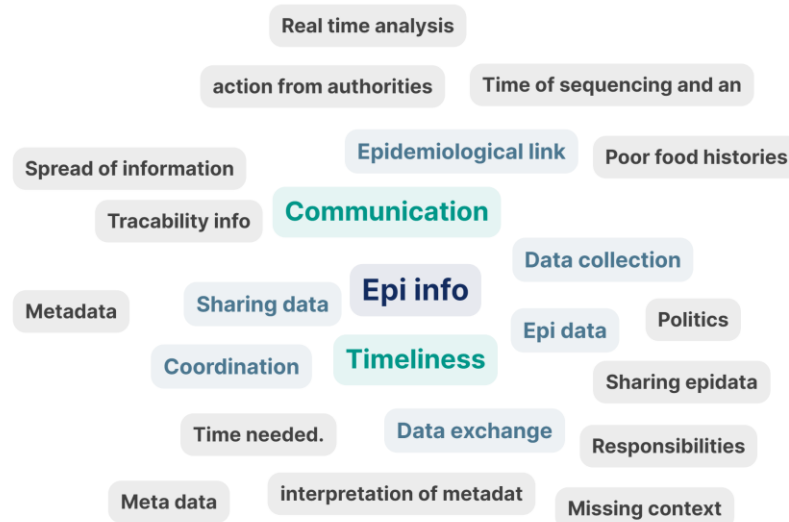 Real time analysis
action from authorities
Time of sequencing and an
Epidemiological link
Poor food histories
Spread of information
Communication
Tracability info
Data collection
Epi info
Sharing data
Metadata
Politics
Epi data
Timeliness
Coordination
Sharing epidata
Time needed.
Data exchange
Responsibilities
interpretation of metadat
Meta data
Missing context